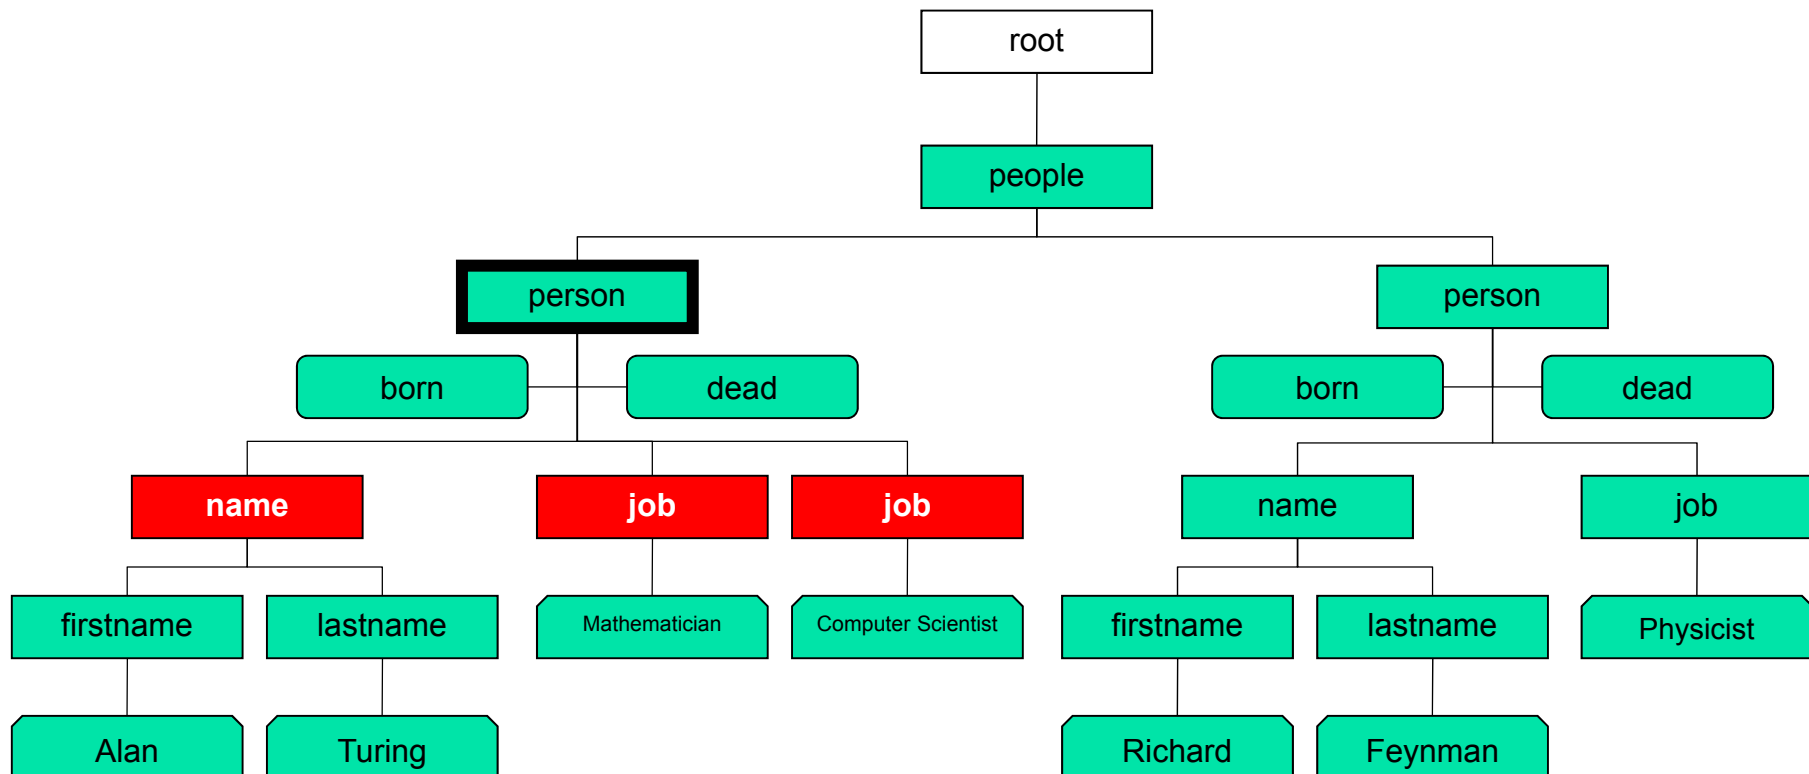 root
people
person
person
born
dead
born
dead
name
job
job
name
job
firstname
lastname
Mathematician
Computer Scientist
firstname
lastname
Physicist
Alan
Turing
Richard
Feynman